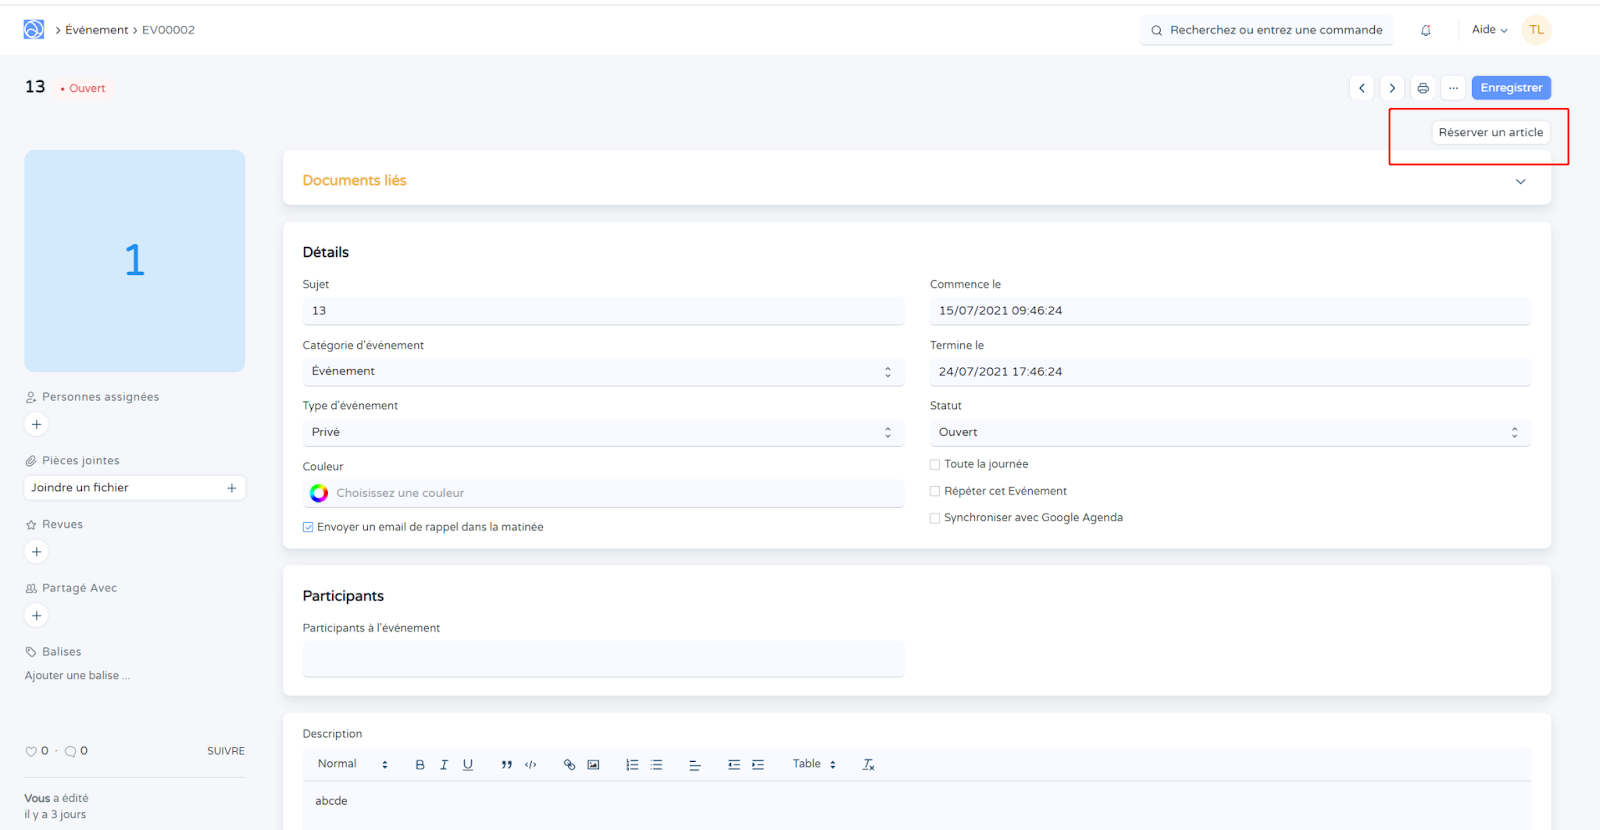 Événement EV00002
Recherchez ou entrez une commande
Aide
TL
13
Ouvert
Enregistrer
Réserver un article
1
Personnes assignées
Pièces jointes
Joindre un fichier
Revues
Partagé Avec
Balises
Ajouter une balise ...
0 · 0
SUIVRE
Vous a édité
il y a 3 jours
Documents liés
Détails
Sujet
13
Catégorie d'événement
Événement
Type d'événement
Privé
Couleur
Choisissez une couleur
Envoyer un email de rappel dans la matinée
Commence le
15/07/2021 09:46:24
Termine le
24/07/2021 17:46:24
Statut
Ouvert
Toute la journée
Répéter cet Evénement
Synchroniser avec Google Agenda
Participants
Participants à l'événement
Description
Normal B I U Table
abcde